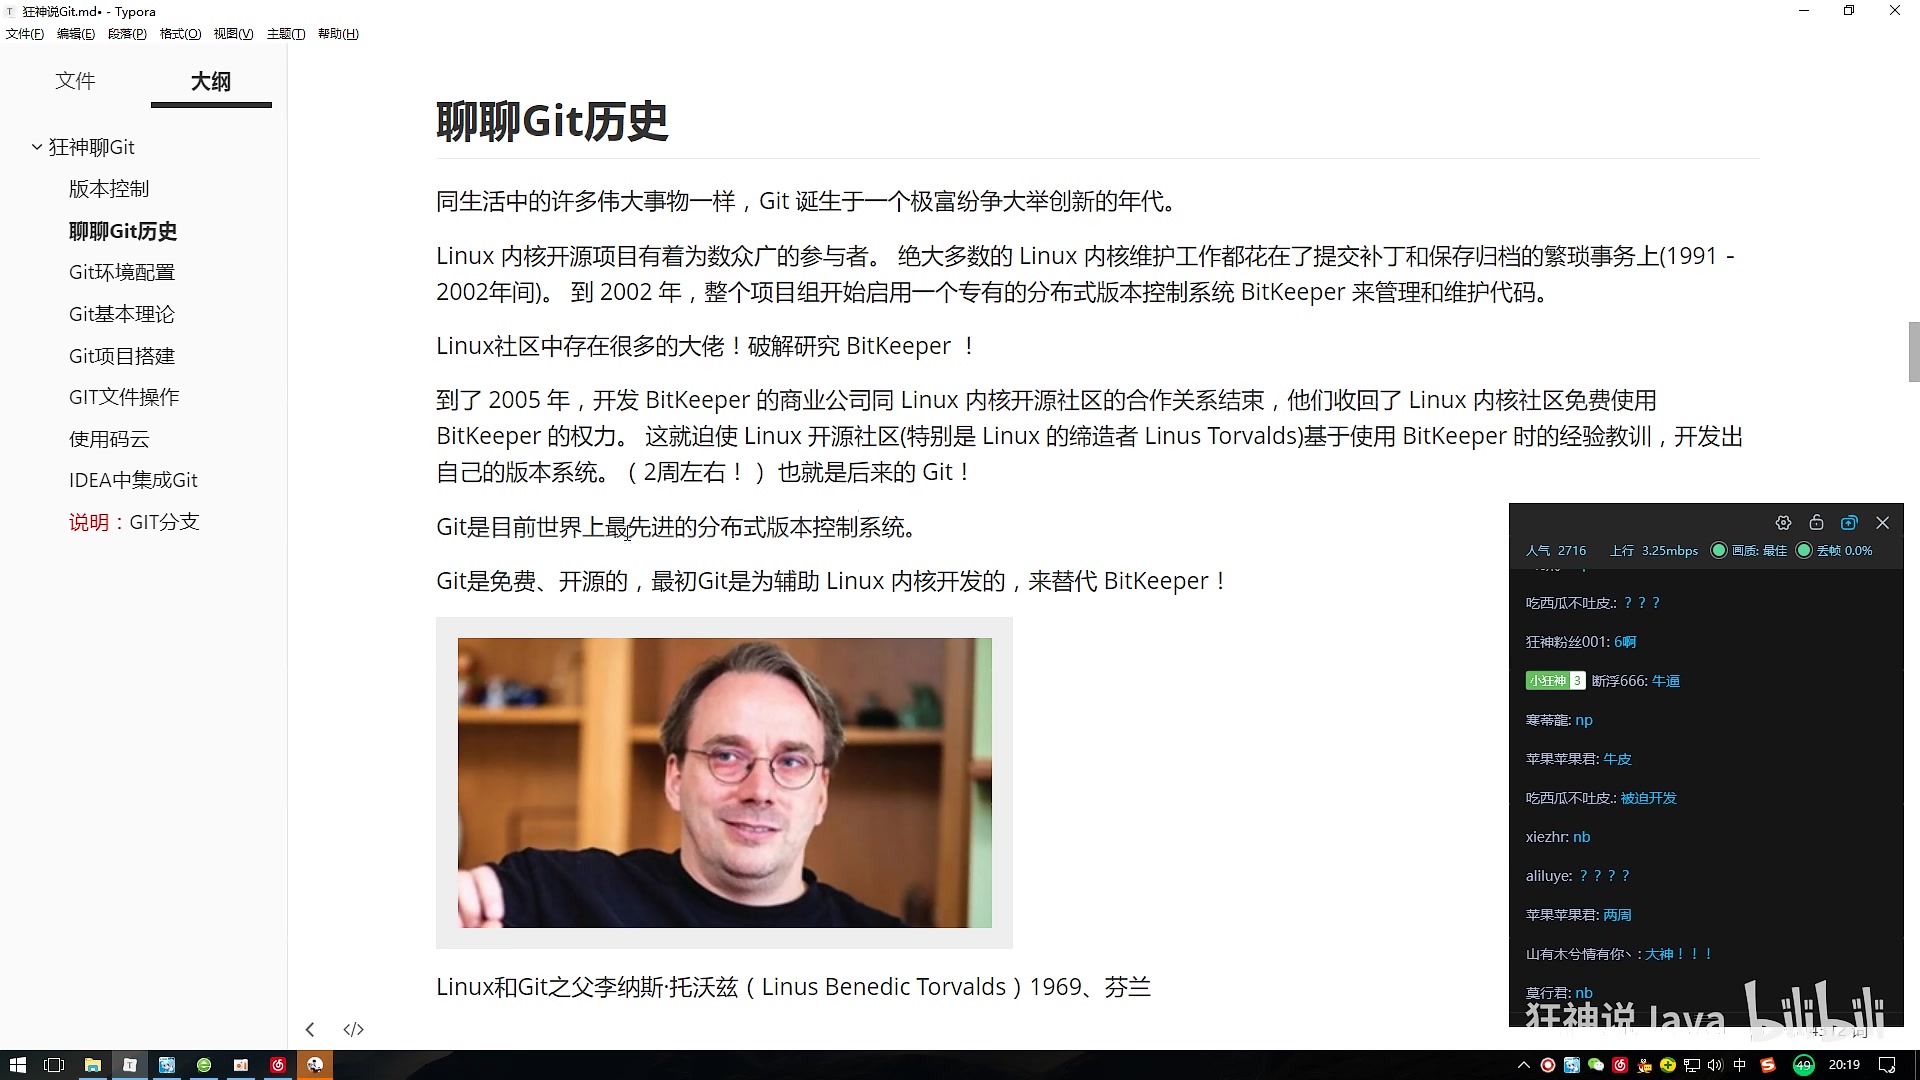 狂神说Git.md• - Typora
文件(F) 编辑(E) 段落(P) 格式(O) 视图(V) 主题(T) 帮助(H)
文件 大纲
狂神聊Git
版本控制
聊聊Git历史
Git环境配置
Git基本理论
Git项目搭建
GIT文件操作
使用码云
IDEA中集成Git
说明：GIT分支
聊聊Git历史
同生活中的许多伟大事物一样，Git 诞生于一个极富纷争大举创新的年代。
Linux 内核开源项目有着为数众广的参与者。 绝大多数的 Linux 内核维护工作都花在了提交补丁和保存归档的繁琐事务上(1991－
2002年间)。 到 2002 年，整个项目组开始启用一个专有的分布式版本控制系统 BitKeeper 来管理和维护代码。
Linux社区中存在很多的大佬！破解研究 BitKeeper ！
到了 2005 年，开发 BitKeeper 的商业公司同 Linux 内核开源社区的合作关系结束，他们收回了 Linux 内核社区免费使用
BitKeeper 的权力。 这就迫使 Linux 开源社区(特别是 Linux 的缔造者 Linus Torvalds)基于使用 BitKeeper 时的经验教训，开发出
自己的版本系统。（ 2周左右！ ） 也就是后来的 Git！
Git是目前世界上最先进的分布式版本控制系统。
Git是免费、开源的，最初Git是为辅助 Linux 内核开发的，来替代 BitKeeper！
Linux和Git之父李纳斯·托沃兹（Linus Benedic Torvalds）1969、芬兰
人气 2716 上行 3.25mbps 画质: 最佳 丢帧 0.0%
吃西瓜不吐皮.: ？？？
狂神粉丝001: 6啊
小狂神 3 断浮666: 牛逼
寒蒂龍: np
苹果苹果君: 牛皮
吃西瓜不吐皮.: 被迫开发
xiezhr: nb
aliluye: ？？？？
苹果苹果君: 两周
山有木兮情有你丶: 大神！！！
莫行君: nb
狂神说 Java bilibili
</>
中 49 20:19